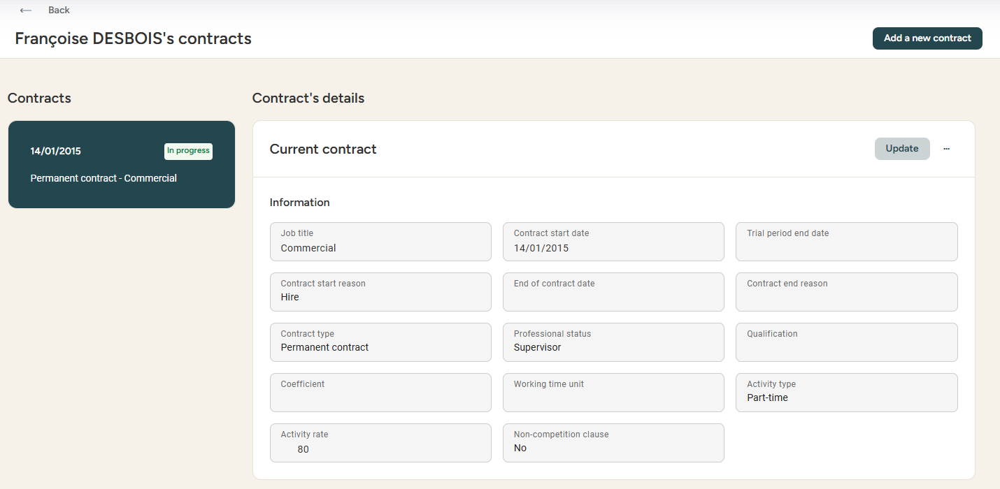 ← Back
Françoise DESBOIS's contracts
Add a new contract
Contracts
14/01/2015
In progress
Permanent contract - Commercial
Contract's details
Current contract
Update
...
Information
Job title
Commercial
Contract start date
14/01/2015
Trial period end date
Contract start reason
Hire
End of contract date
Contract end reason
Contract type
Permanent contract
Professional status
Supervisor
Qualification
Coefficient
Working time unit
Activity type
Part-time
Activity rate
80
Non-competition clause
No